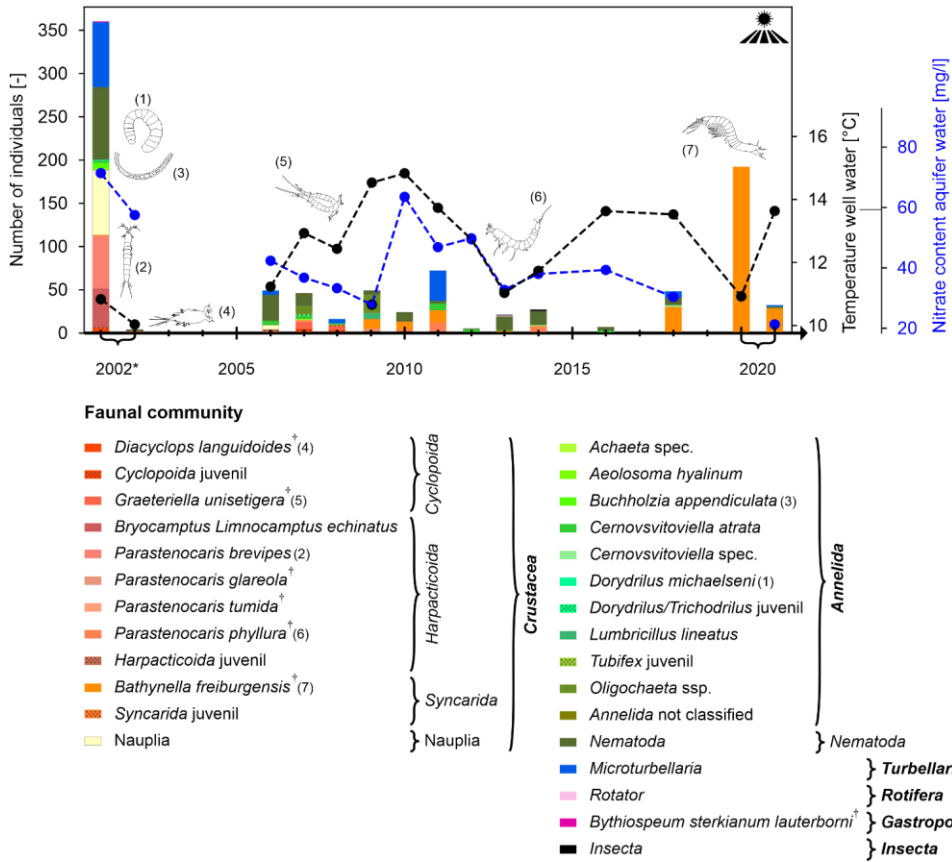 Number of individuals [-]
350
300
250
200
150
100
50
0
(1)
(3)
(2)
(4)
(5)
(6)
(7)
2002*
2005
2010
2015
2020
16
14
12
10
Temperature well water [°C]
80
60
40
20
Nitrate content aquifer water [mg/l]
Faunal community
Diacyclops languidoides†(4)
Cyclopoida juvenil
Graeteriella unisetigera†(5)
Cyclopoida
Bryocamptus Limnocamptus echinatus
Parastenocaris brevipes(2)
Parastenocaris glareola†
Parastenocaris tumida†
Parastenocaris phyllura†(6)
Harpacticoida juvenil
Harpacticoida
Bathynella freiburgensis†(7)
Syncarida juvenil
Syncarida
Nauplia
Nauplia
Crustacea
Achaeta spec.
Aeolosoma hyalinum
Buchholzia appendiculata(3)
Cernovsvitoviella atrata
Cernovsvitoviella spec.
Dorydrilus michaelseni(1)
Dorydrilus/Trichodrilus juvenil
Lumbricillus lineatus
Tubifex juvenil
Oligochaeta ssp.
Annelida not classified
Annelida
Nematoda
Nematoda
Microturbellaria
Turbellar
Rotator
Rotifera
Bythiospeum sterkianum lauterborni†
Gastropo
Insecta
Insecta